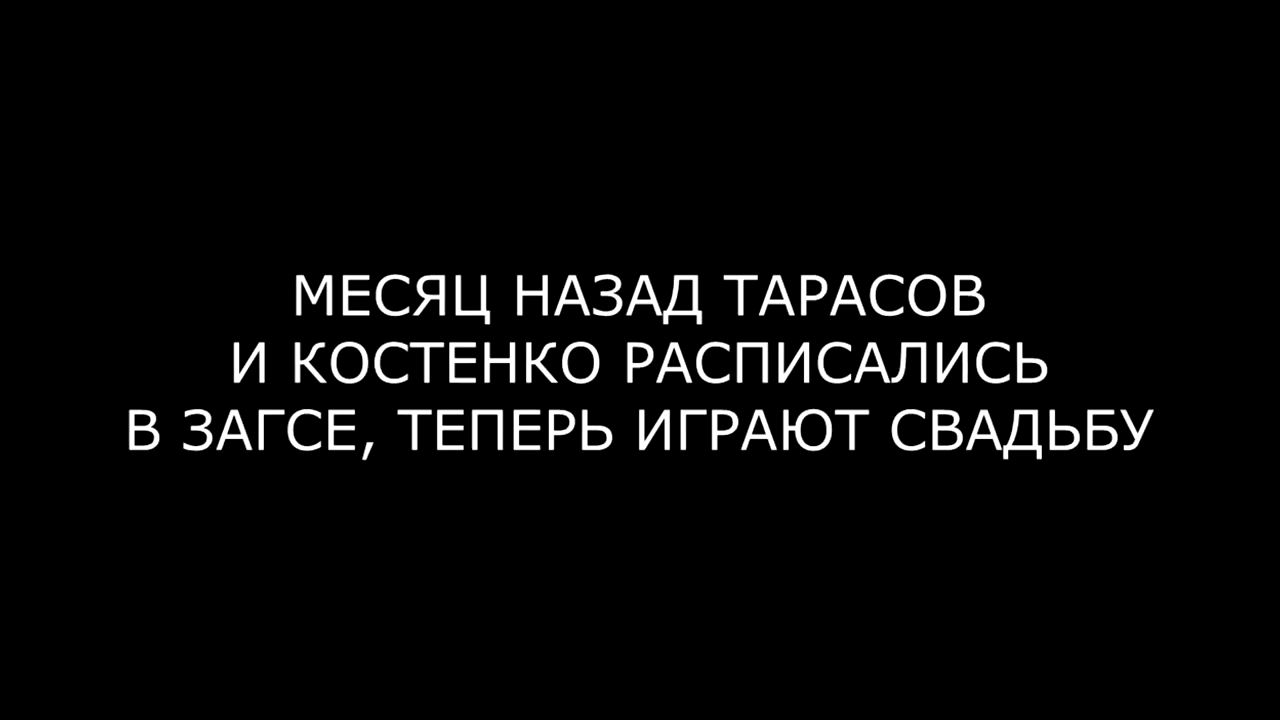 МЕСЯЦ НАЗАД ТАРАСОВ
И КОСТЕНКО РАСПИСАЛИСЬ
В ЗАГСЕ, ТЕПЕРЬ ИГРАЮТ СВАДЬБУ